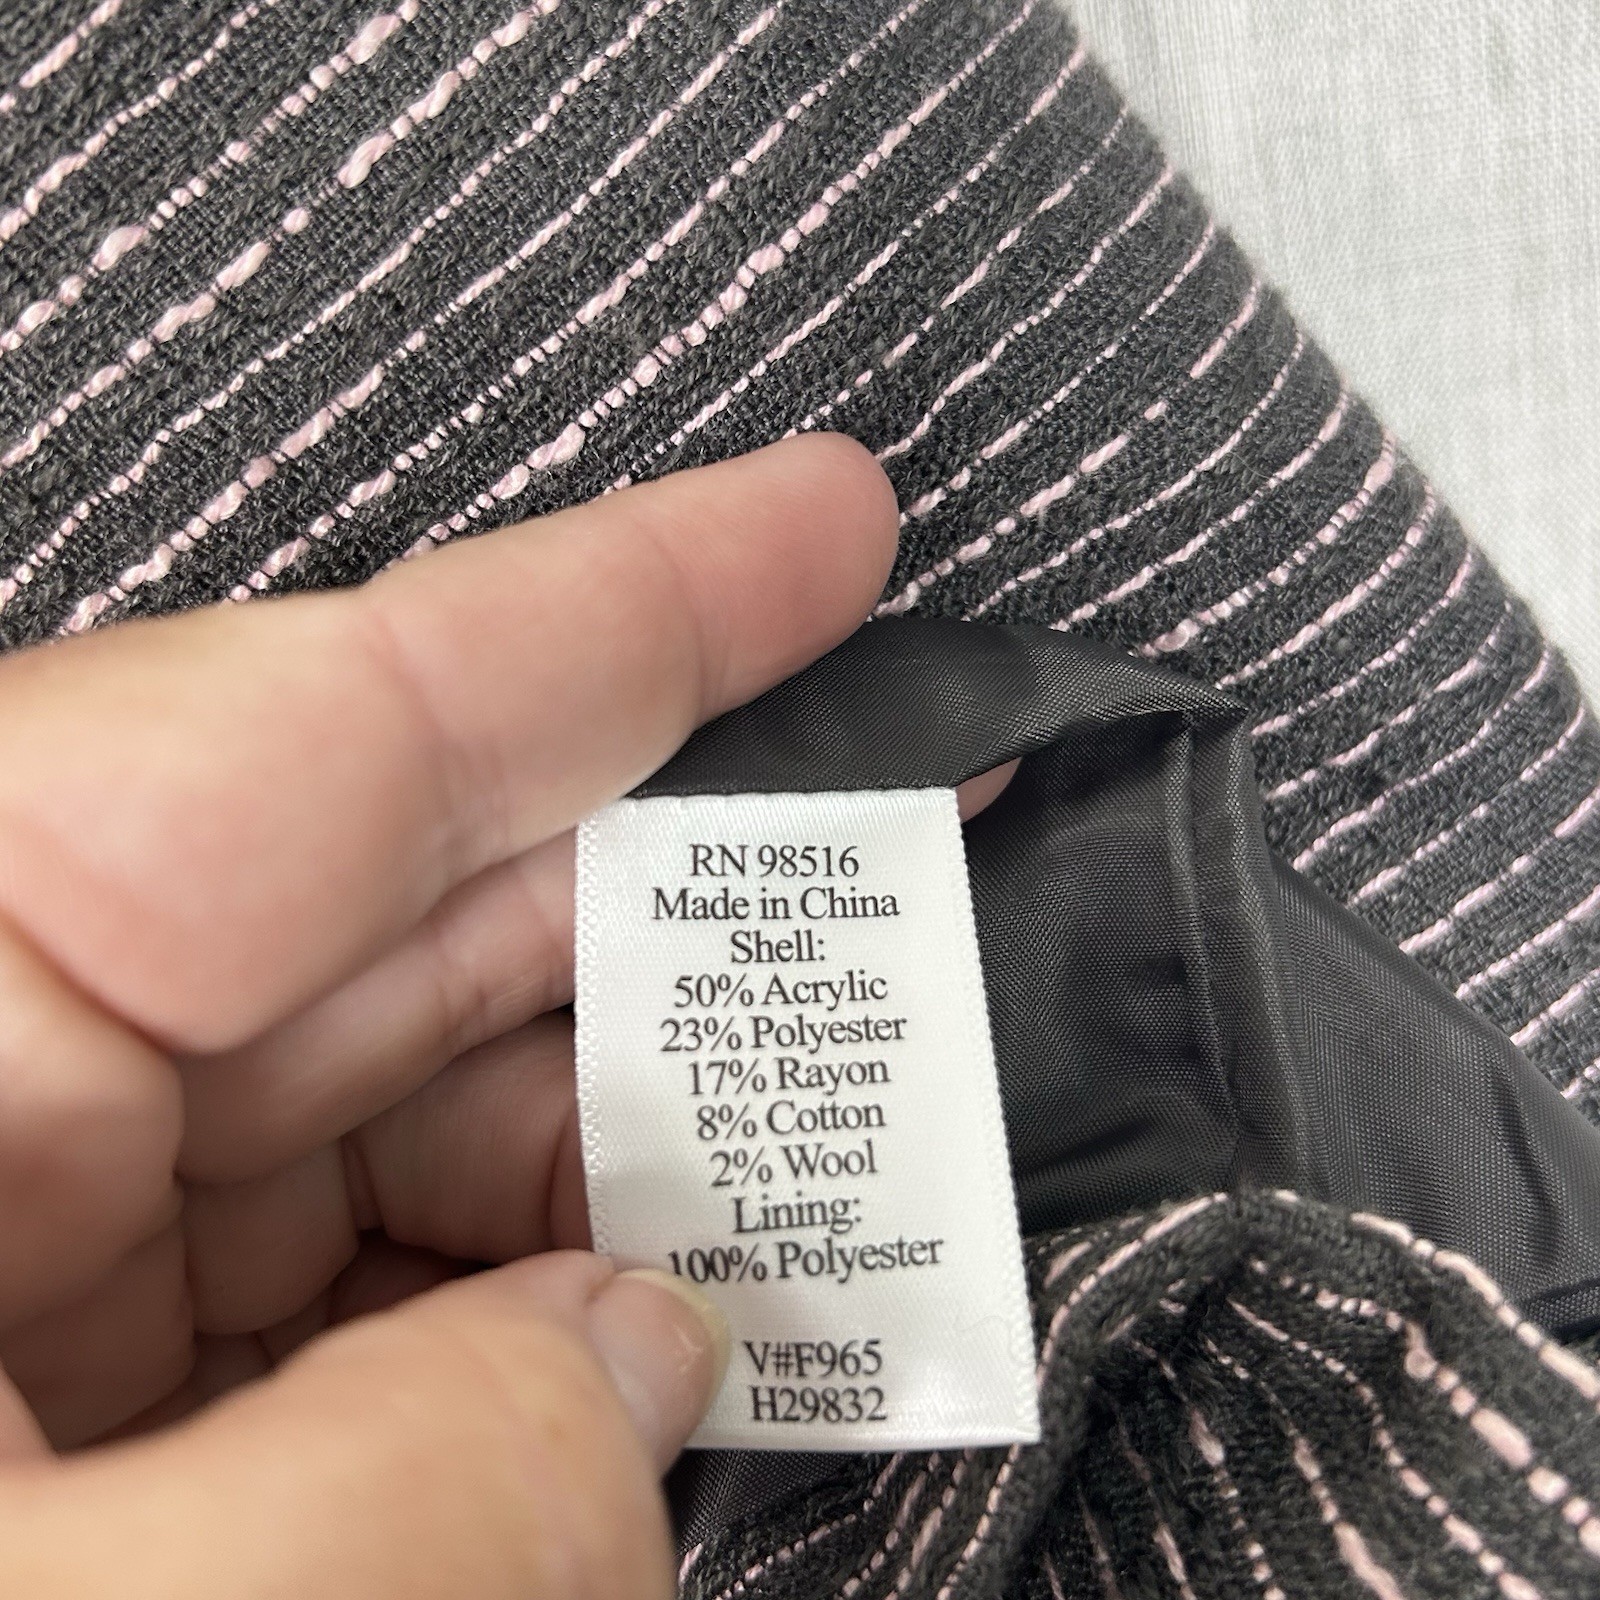 RN 98516
Made in China
Shell:
50% Acrylic
23% Polyester
17% Rayon
8% Cotton
2% Wool
Lining:
100% Polyester
V#F965
H29832